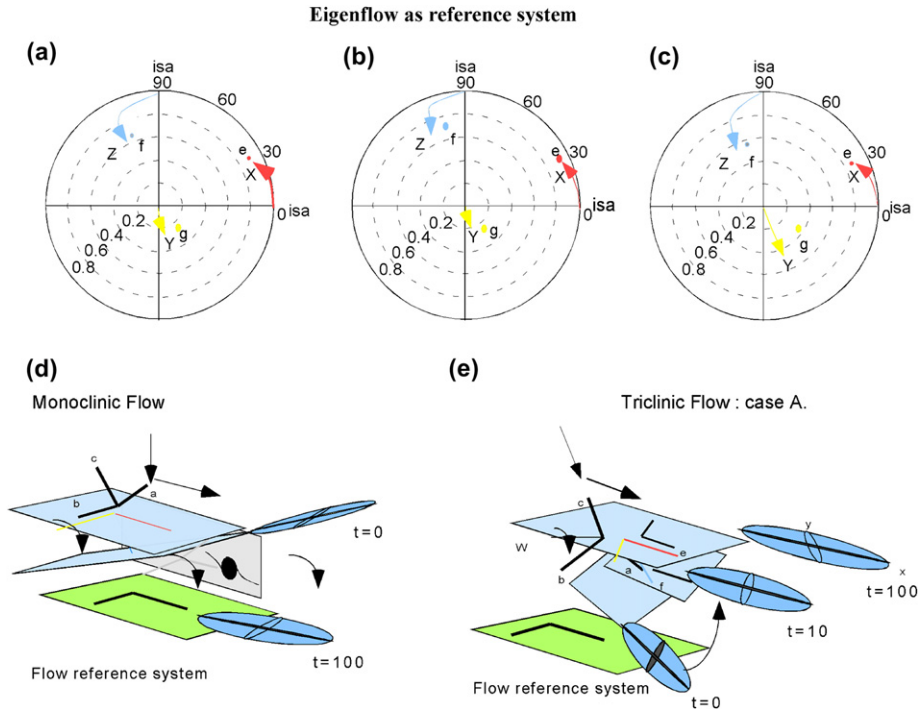 Eigenflow as reference system
(a)
isa
90
60
30
0
isa
e
X
Z
f
Y
g
0.2
0.4
0.6
0.8
(b)
isa
90
60
30
0
isa
e
X
Z
f
Y
g
0.2
0.4
0.6
0.8
(c)
isa
90
60
30
0
isa
e
X
Z
f
Y
g
0.2
0.4
0.6
0.8
(d)
Monoclinic Flow
c
a
b
t=0
t=100
Flow reference system
(e)
Triclinic Flow : case A.
c
W
b
a
e
f
y
x
t=100
t=10
t=0
Flow reference system